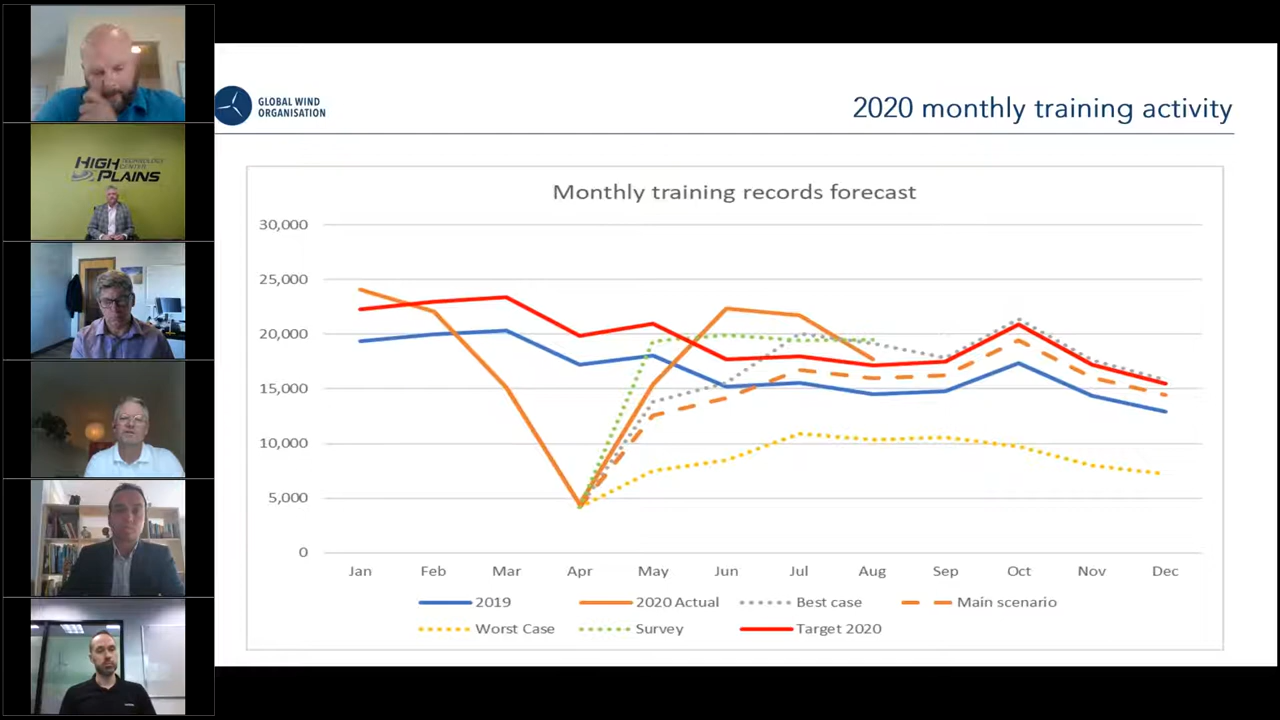 HIGH PLAINS
TECHNOLOGY
CENTER
GLOBAL WIND
ORGANISATION
2020 monthly training activity
Monthly training records forecast
30,000
25,000
20,000
15,000
10,000
5,000
0
Jan Feb Mar Apr May Jun Jul Aug Sep Oct Nov Dec
2019 2020 Actual Best case Main scenario
Worst Case Survey Target 2020